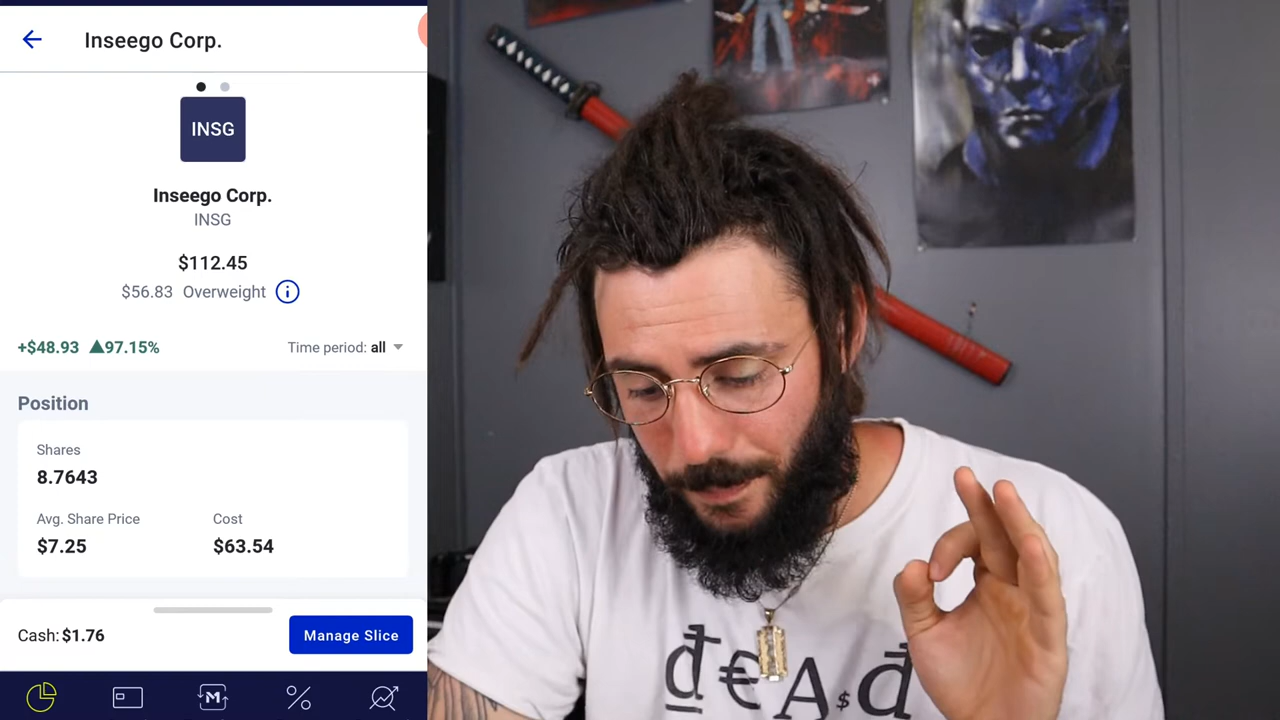 Inseego Corp.
INSG
Inseego Corp.
INSG
$112.45
$56.83 Overweight
+$48.93 ▲97.15% Time period: all
Position
Shares
8.7643
Avg. Share Price Cost
$7.25 $63.54
Cash: $1.76 Manage Slice
M
đ€A$đ